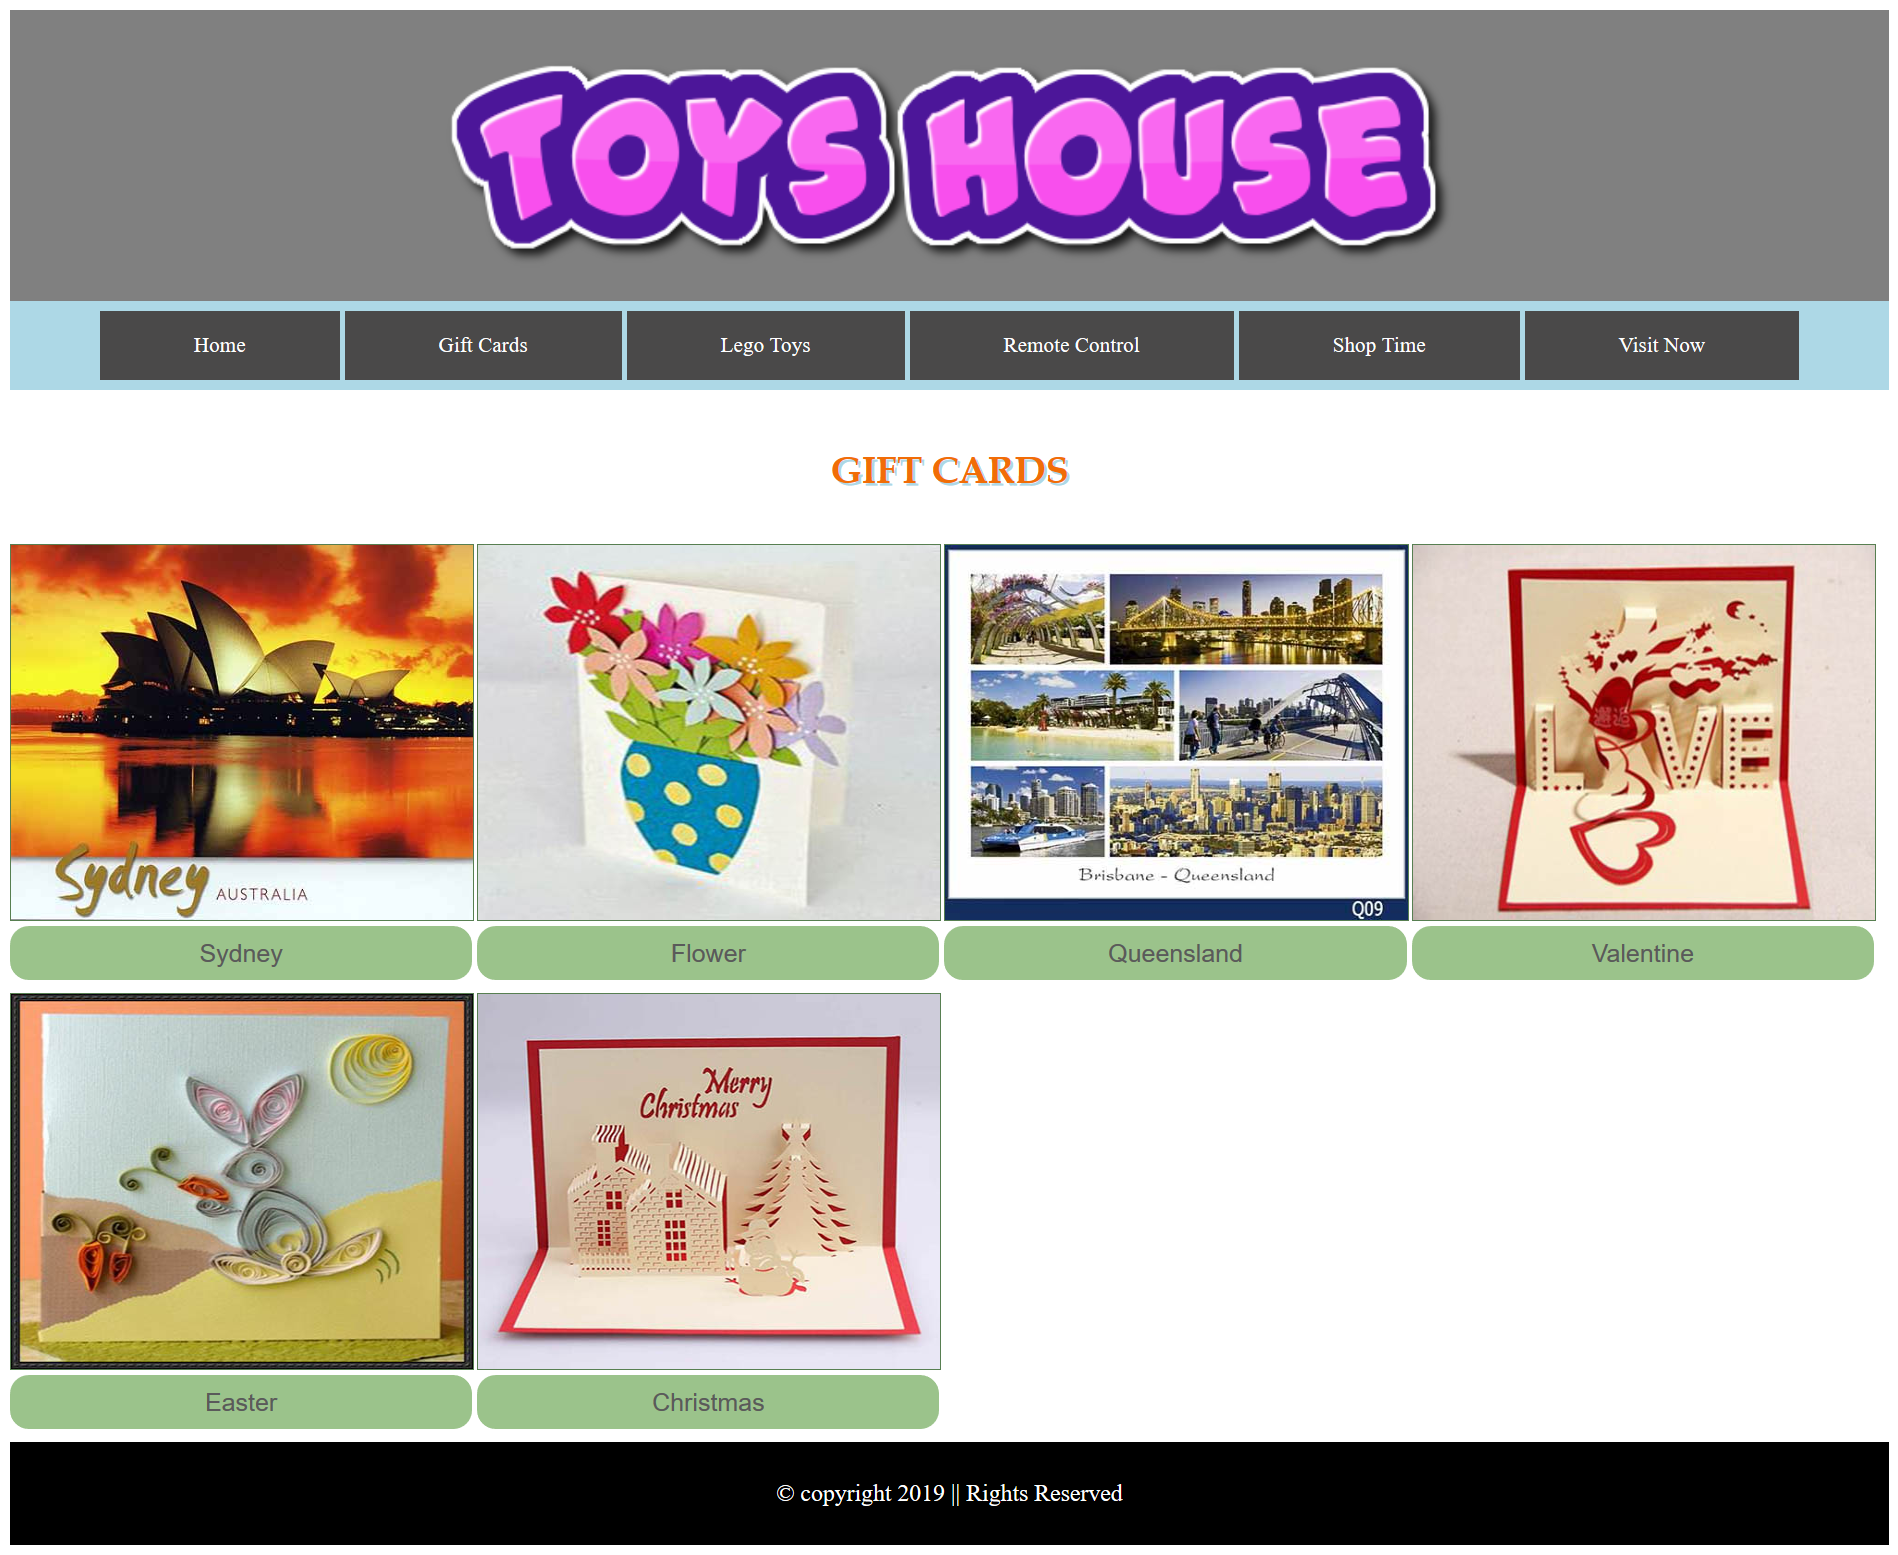 TOYS HOUSE
Home
Gift Cards
Lego Toys
Remote Control
Shop Time
Visit Now
GIFT CARDS
Sydney AUSTRALIA
Brisbane - Queensland
Q09
LOVE
Sydney
Flower
Queensland
Valentine
Merry
Christmas
Easter
Christmas
© copyright 2019 || Rights Reserved